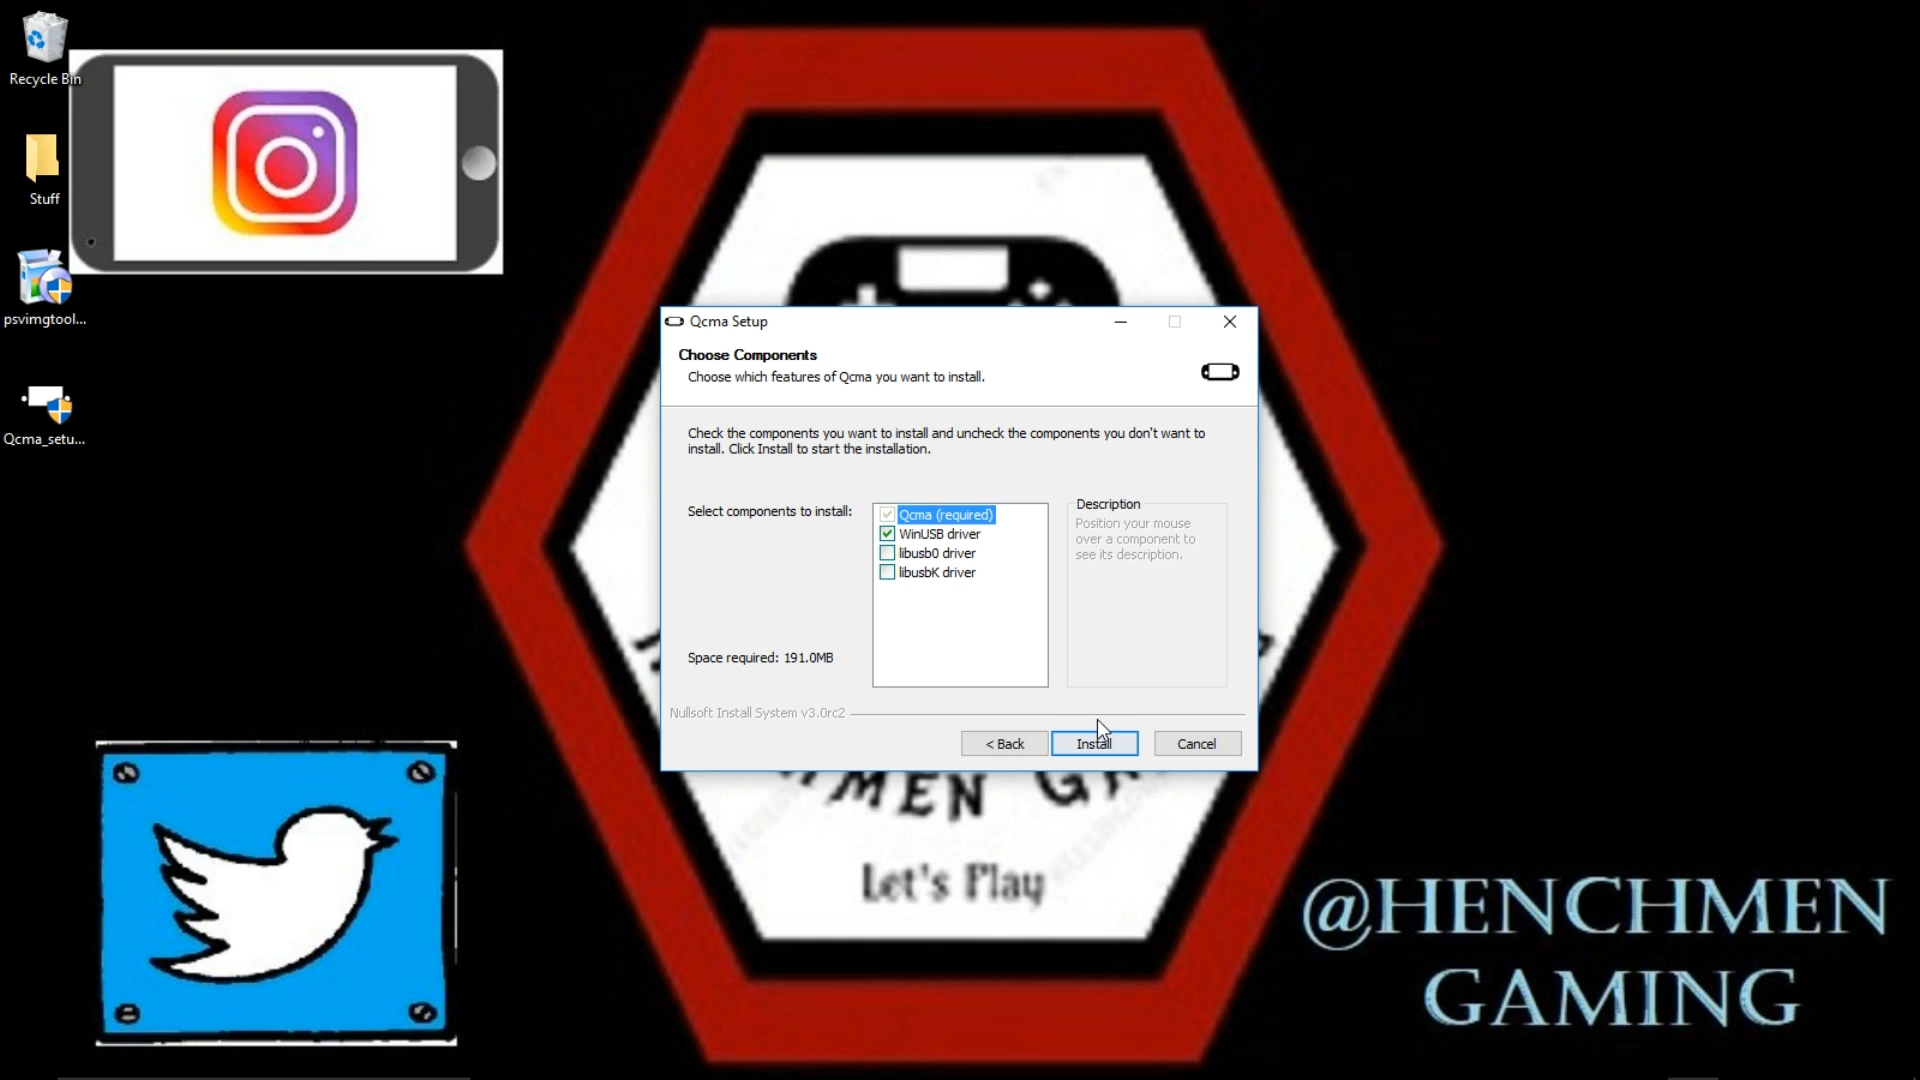 Recycle Bin
Stuff
psvimgtool...
Qcma_setu...
Qcma Setup
Choose Components
Choose which features of Qcma you want to install.
Check the components you want to install and uncheck the components you don't want to
install. Click Install to start the installation.
Select components to install:
Qcma (required)
WinUSB driver
libusb0 driver
libusbK driver
Description
Position your mouse
over a component to
see its description.
Space required: 191.0MB
Nullsoft Install System v3.0rc2
< Back
Install
Cancel
Let's Play
@HENCHMEN
GAMING